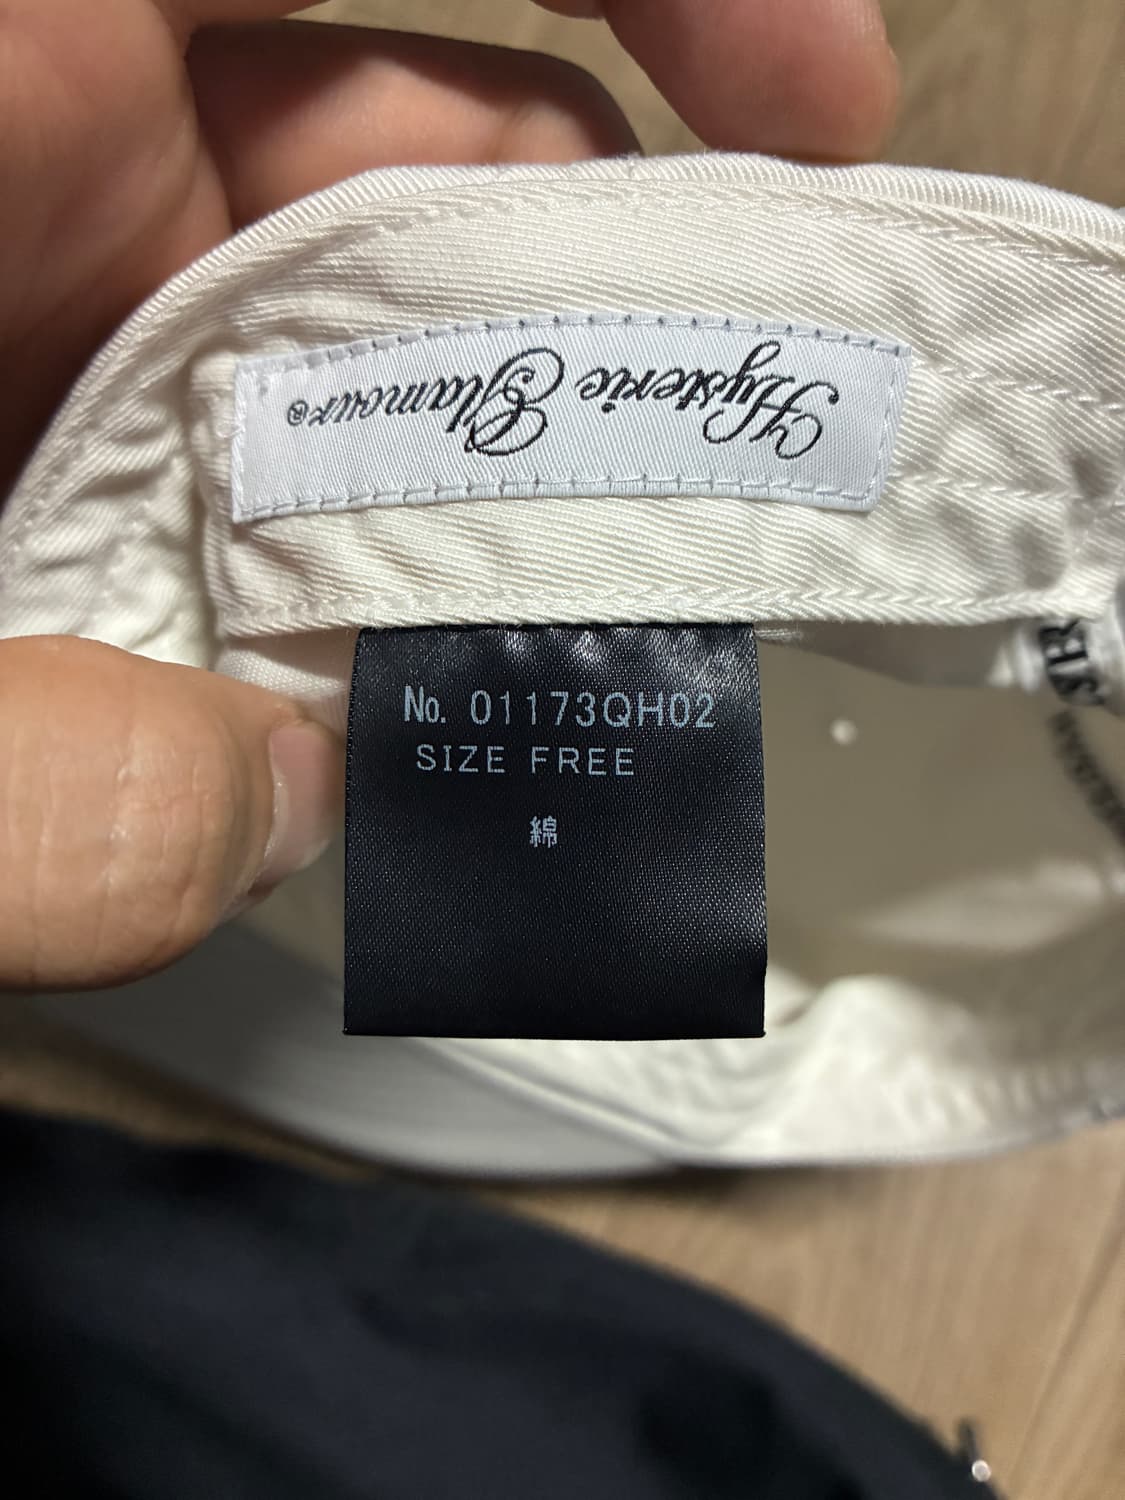 Hysteric Glamour®
No. 01173QH02
SIZE FREE
綿